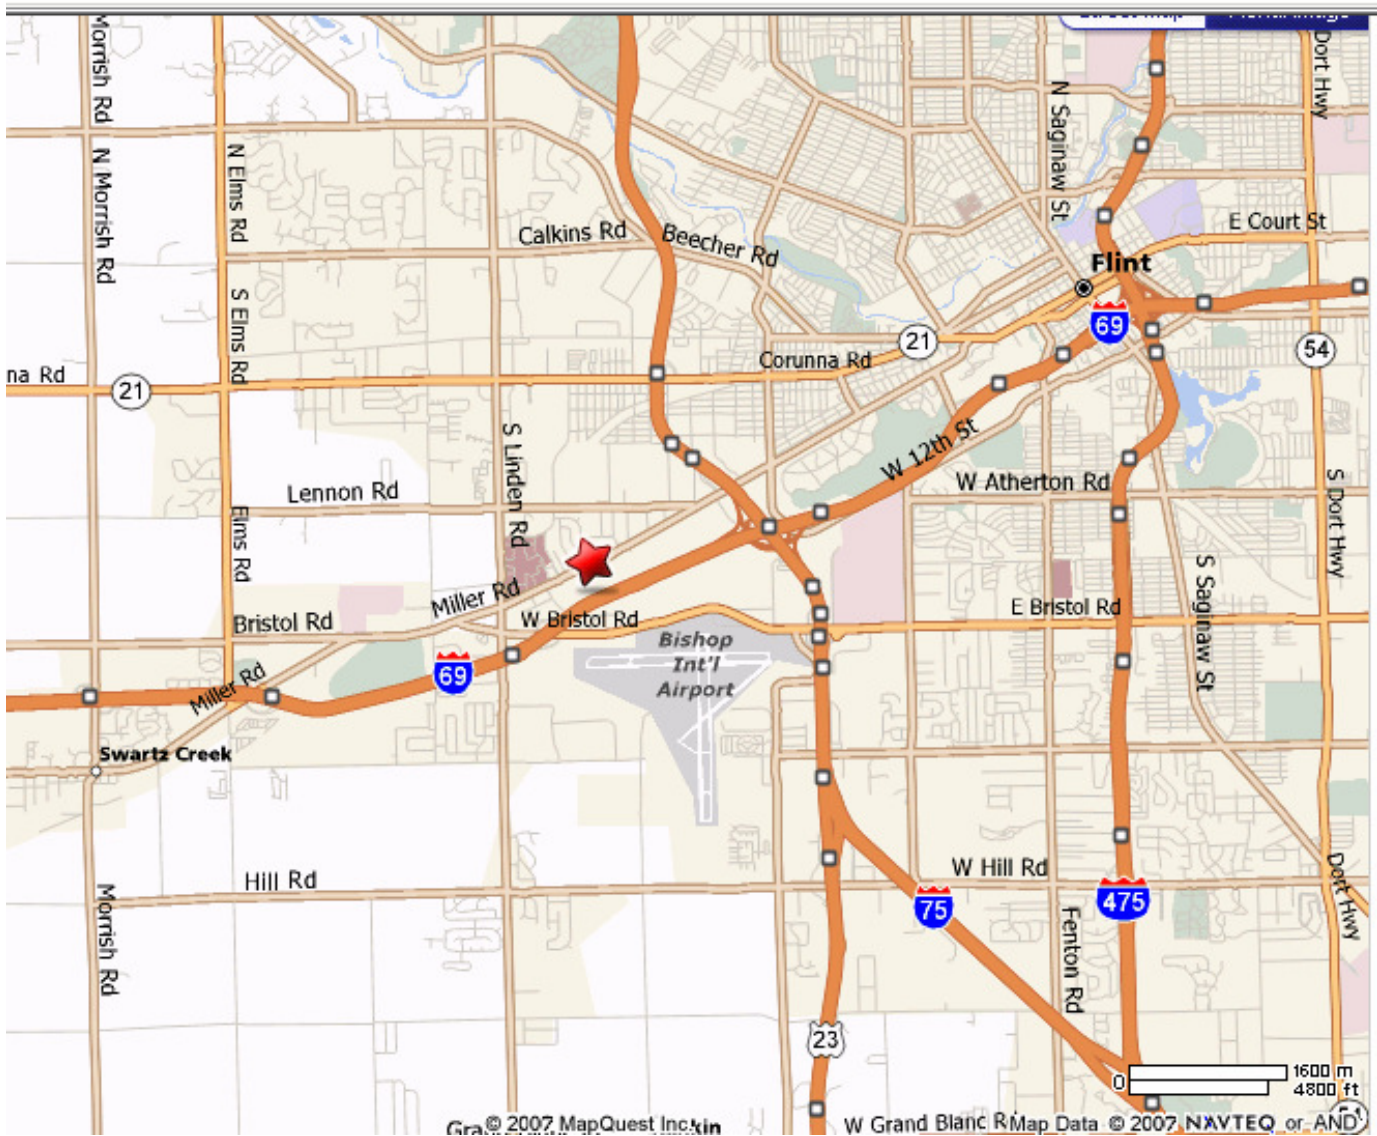 Morrish Rd
N Morrish Rd
N Elms Rd
S Elms Rd
N Saginaw St
Dort Hwy
Calkins Rd
Beecher Rd
E Court St
Flint
69
21
Corunna Rd
54
na Rd
21
S Linden Rd
W 12th St
Lennon Rd
W Atherton Rd
S Dort Hwy
Elms Rd
S Saginaw St
Miller Rd
Bristol Rd
W Bristol Rd
E Bristol Rd
Bishop
Int'l
Airport
69
Miller Rd
Swartz Creek
Hill Rd
W Hill Rd
75
475
Morrish Rd
Fenton Rd
Dort Hwy
23
0
1600 m
4800 ft
© 2007 MapQuest Inc.
W Grand Blanc R
Map Data © 2007 NAVTEQ or AND